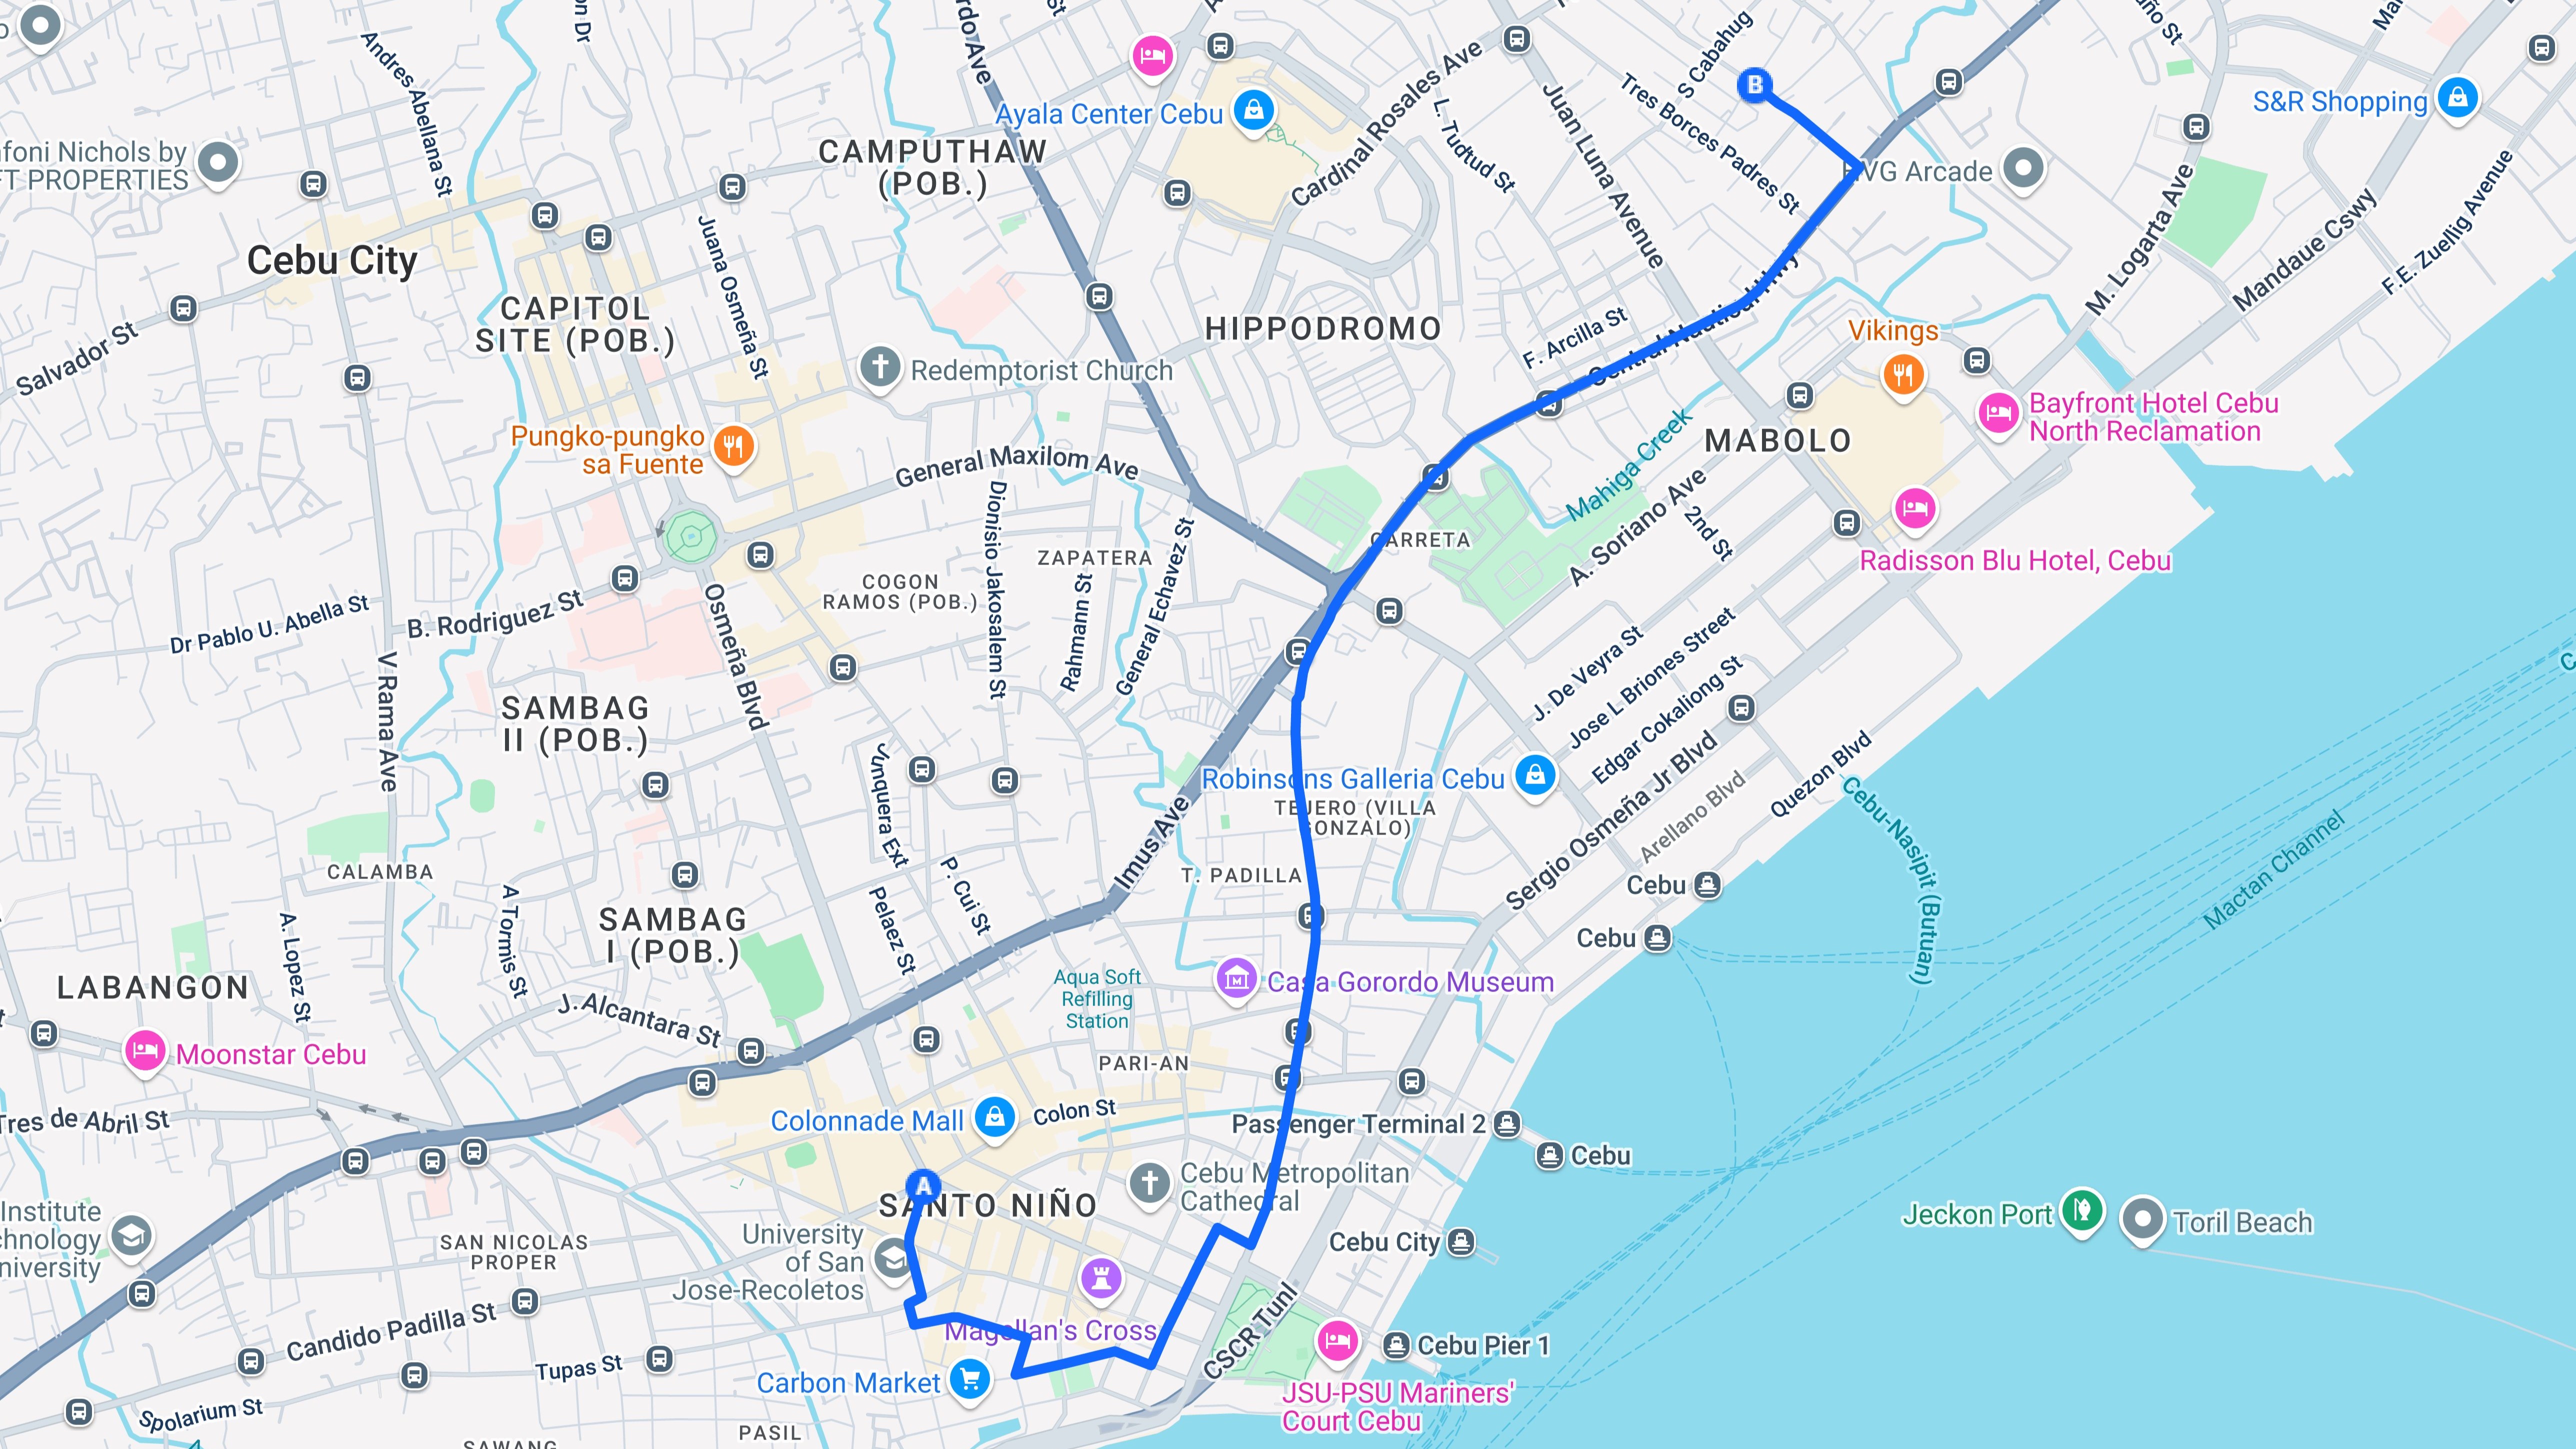 Andres Abellana St
Ayala Center Cebu
Cardinal Rosales Ave
L. Tudtud St
Juan Luna Avenue
S Cabahug
Tres Borces Padres St
B
S&R Shopping
CAMPUTHAW
(POB.)
VG Arcade
M. Logarta Ave
Mandaue Cswy
F.E. Zuellig Avenue
Cebu City
CAPITOL
SITE (POB.)
Juana Osmeña St
Salvador St
HIPPODROMO
F. Arcilla St
Vikings
Redemptorist Church
Bayfront Hotel Cebu
North Reclamation
Pungko-pungko
sa Fuente
General Maxilom Ave
MABOLO
Mahiga Creek
A. Soriano Ave
2nd St
Radisson Blu Hotel, Cebu
CARRETA
ZAPATERA
COGON
RAMOS (POB.)
Dionisio Jakosalem St
Rahmann St
General Echavez St
Dr Pablo U. Abella St
B. Rodriguez St
V Rama Ave
Osmeña Blvd
SAMBAG
II (POB.)
J. De Veyra St
Jose L Briones Street
Edgar Cokaliong St
Sergio Osmeña Jr Blvd
Arellano Blvd
Quezon Blvd
Robinsons Galleria Cebu
TEJERO (VILLA
GONZALO)
Junquera Ext
P. Cui St
Pelaez St
Imus Ave
T. PADILLA
Cebu
Cebu
Cebu-Nasipit (Butuan)
Mactan Channel
CALAMBA
A. Lopez St
A Tormis St
SAMBAG
I (POB.)
LABANGON
J. Alcantara St
Moonstar Cebu
Aqua Soft
Refilling
Station
Casa Gorordo Museum
PARI-AN
Tres de Abril St
Colonnade Mall
Colon St
Passenger Terminal 2
Cebu
A
SANTO NIÑO
Cebu Metropolitan
Cathedral
Institute
University
of San
Jose-Recoletos
SAN NICOLAS
PROPER
Cebu City
Jeckon Port
Toril Beach
Candido Padilla St
Magellan's Cross
CSCR Tunl
Cebu Pier 1
Tupas St
Carbon Market
JSU-PSU Mariners'
Court Cebu
Spolarium St
PASIL
SAWANG